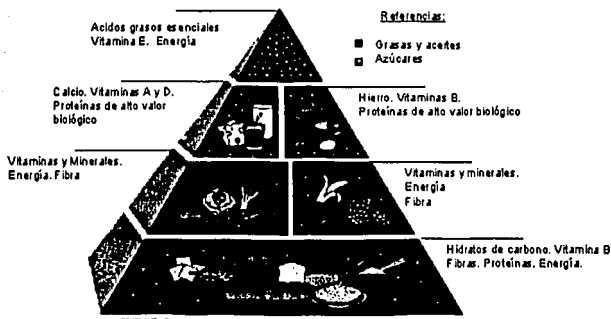 Acidos grasos esenciales
Vitamina E. Energía
Referencias:
Grasas y aceites
Azúcares
Calcio. Vitaminas A y D.
Proteínas de alto valor
biológico
Hierro. Vitaminas B.
Proteínas de alto valor biológico
Vitaminas y Minerales.
Energía. Fibra
Vitaminas y minerales.
Energía
Fibra
Hidratos de carbono. Vitamina B
Fibras. Proteínas. Energía.